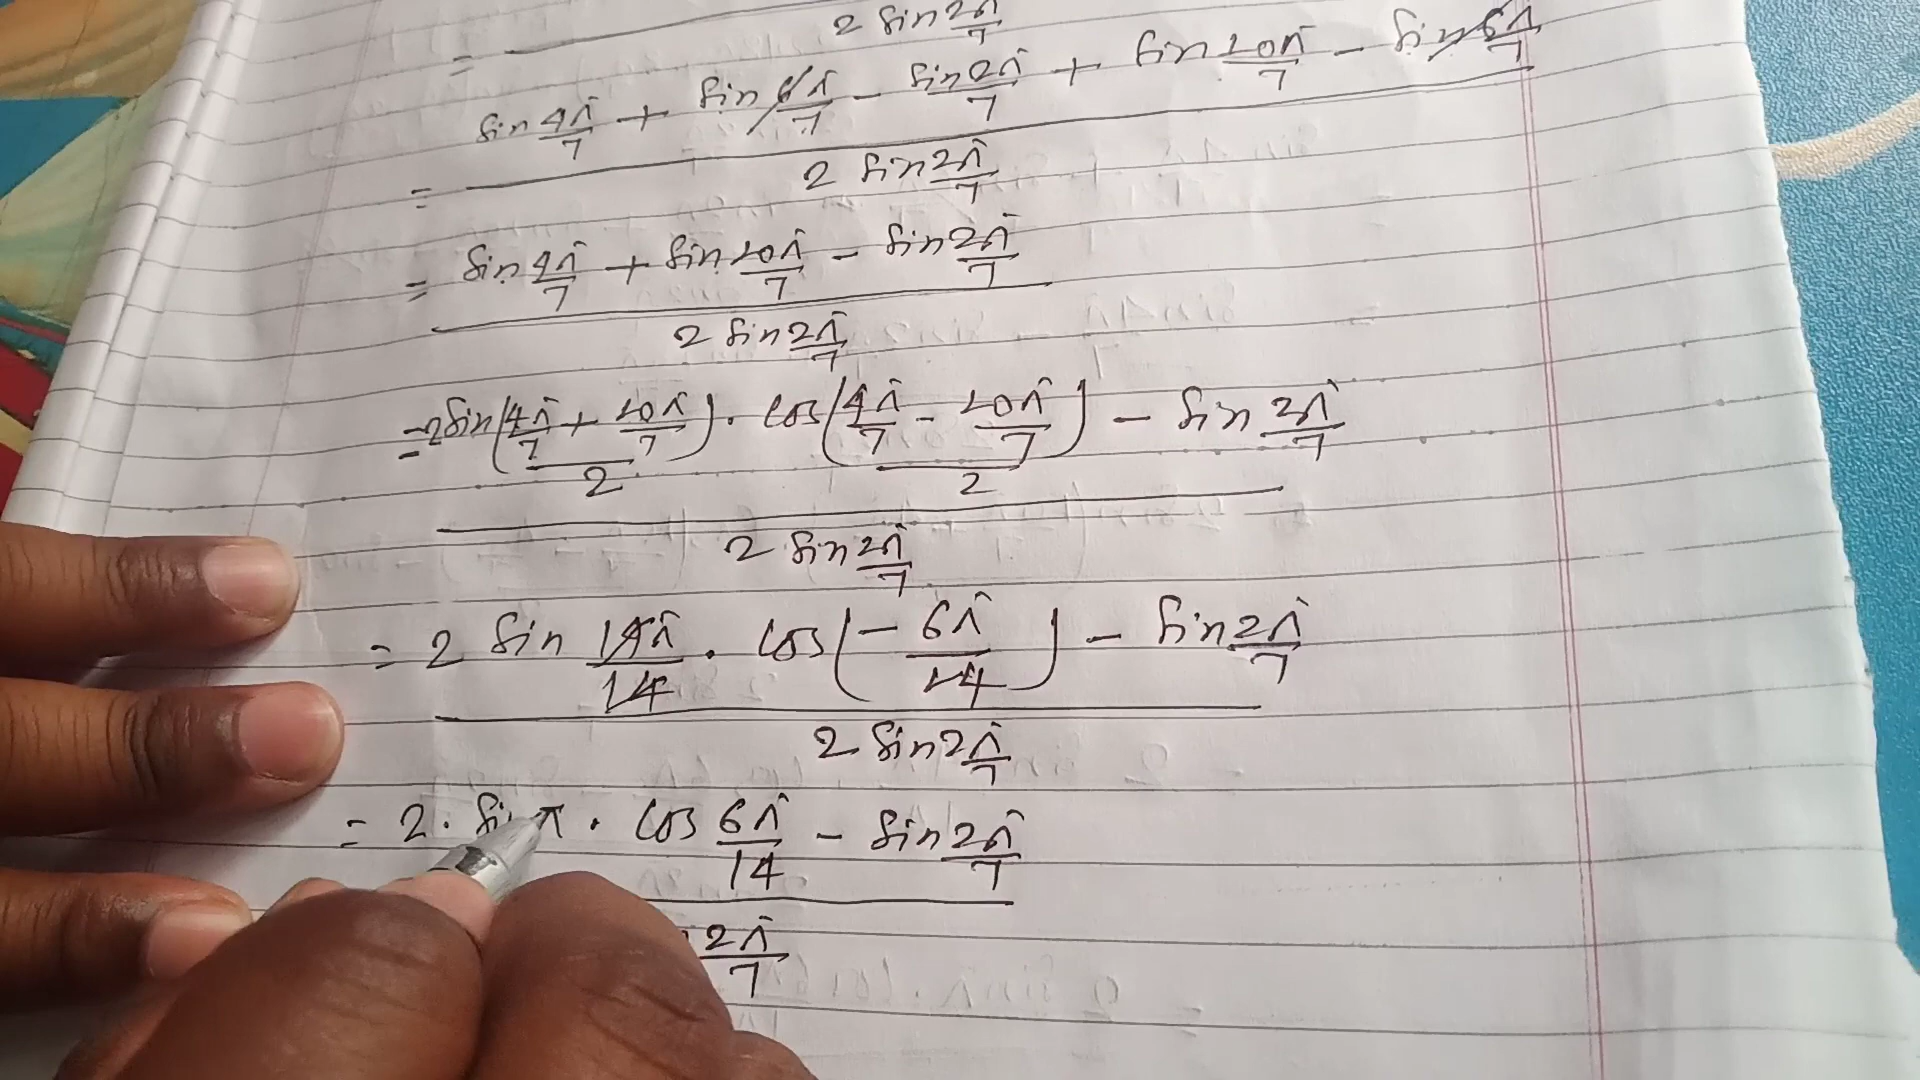 2 sin 2π/7
= (sin 4π/7 + sin 6π/7 - sin 2π/7 + sin 10π/7 - sin 6π/7) / (2 sin 2π/7)
= (sin 4π/7 + sin 10π/7 - sin 2π/7) / (2 sin 2π/7)
= (2 sin (4π/7 + 10π/7)/2 . cos (4π/7 - 10π/7)/2 - sin 2π/7) / (2 sin 2π/7)
= (2 sin 14π/14 . cos (-6π/14) - sin 2π/7) / (2 sin 2π/7)
= (2 . sin π . cos 6π/14 - sin 2π/7) / (2π/7)